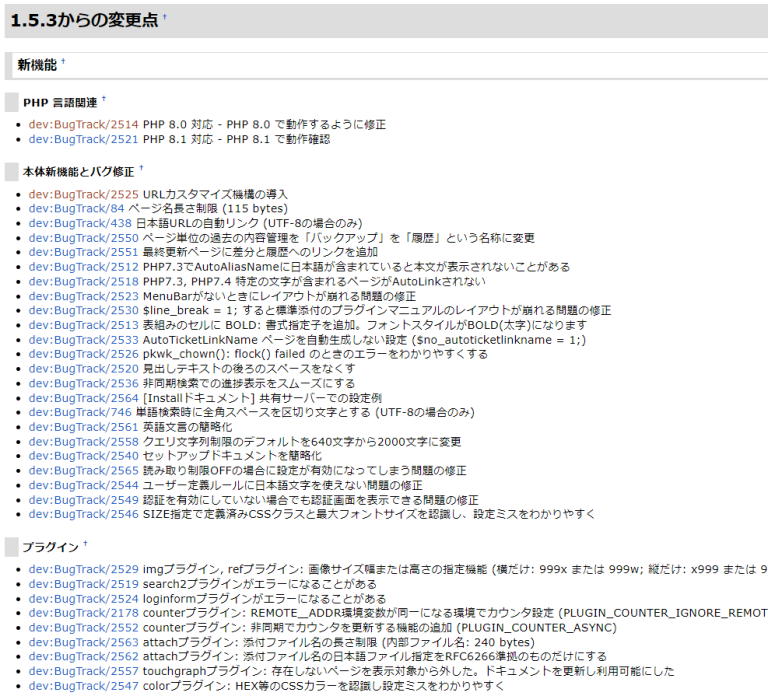 1.5.3からの変更点 †
新機能 †
PHP 言語関連 †
dev:BugTrack/2514 PHP 8.0 対応 - PHP 8.0 で動作するように修正
dev:BugTrack/2521 PHP 8.1 対応 - PHP 8.1 で動作確認
本体新機能とバグ修正 †
dev:BugTrack/2525 URLカスタマイズ機構の導入
dev:BugTrack/84 ページ名長さ制限 (115 bytes)
dev:BugTrack/438 日本語URLの自動リンク (UTF-8の場合のみ)
dev:BugTrack/2550 ページ単位の過去の内容管理を「バックアップ」を「履歴」という名称に変更
dev:BugTrack/2551 最終更新ページに差分と履歴へのリンクを追加
dev:BugTrack/2512 PHP7.3でAutoAliasNameに日本語が含まれていると本文が表示されないことがある
dev:BugTrack/2518 PHP7.3, PHP7.4 特定の文字が含まれるページがAutoLinkされない
dev:BugTrack/2523 MenuBarがないときにレイアウトが崩れる問題の修正
dev:BugTrack/2530 $line_break = 1; すると標準添付のプラグインマニュアルのレイアウトが崩れる問題の修正
dev:BugTrack/2513 表組みのセルに BOLD: 書式指定子を追加。フォントスタイルがBOLD(太字)になります
dev:BugTrack/2533 AutoTicketLinkName ページを自動生成しない設定 ($no_autoticketlinkname = 1;)
dev:BugTrack/2526 pkwk_chown(): flock() failed のときのエラーをわかりやすくする
dev:BugTrack/2520 見出しテキストの後ろのスペースをなくす
dev:BugTrack/2536 非同期検索での進捗表示をスムーズにする
dev:BugTrack/2564 [Installドキュメント] 共有サーバーでの設定例
dev:BugTrack/746 単語検索時に全角スペースを区切り文字とする (UTF-8の場合のみ)
dev:BugTrack/2561 英語文言の簡略化
dev:BugTrack/2558 クエリ文字列制限のデフォルトを640文字から2000文字に変更
dev:BugTrack/2540 セットアップドキュメントを簡略化
dev:BugTrack/2565 読み取り制限OFFの場合に設定が有効になってしまう問題の修正
dev:BugTrack/2544 ユーザー定義ルールに日本語文字を使えない問題の修正
dev:BugTrack/2549 認証を有効にしていない場合でも認証画面を表示できる問題の修正
dev:BugTrack/2546 SIZE指定で定義済みCSSクラスと最大フォントサイズを認識し、設定ミスをわかりやすく
プラグイン †
dev:BugTrack/2529 imgプラグイン, refプラグイン: 画像サイズ幅または高さの指定機能 (横だけ: 999x または 999w; 縦だけ: x999 または 9
dev:BugTrack/2519 search2プラグインがエラーになることがある
dev:BugTrack/2524 loginformプラグインがエラーになることがある
dev:BugTrack/2178 counterプラグイン: REMOTE__ADDR環境変数が同一になる環境でカウンタ設定 (PLUGIN_COUNTER_IGNORE_REMOT
dev:BugTrack/2552 counterプラグイン: 非同期でカウンタを更新する機能の追加 (PLUGIN_COUNTER_ASYNC)
dev:BugTrack/2563 attachプラグイン: 添付ファイル名の長さ制限 (内部ファイル名: 240 bytes)
dev:BugTrack/2562 attachプラグイン: 添付ファイル名の日本語ファイル指定をRFC6266準拠のものだけにする
dev:BugTrack/2557 touchgraphプラグイン: 存在しないページを表示対象から外した。ドキュメントを更新し利用可能にした
dev:BugTrack/2547 colorプラグイン: HEX等のCSSカラーを認識し設定ミスをわかりやすく